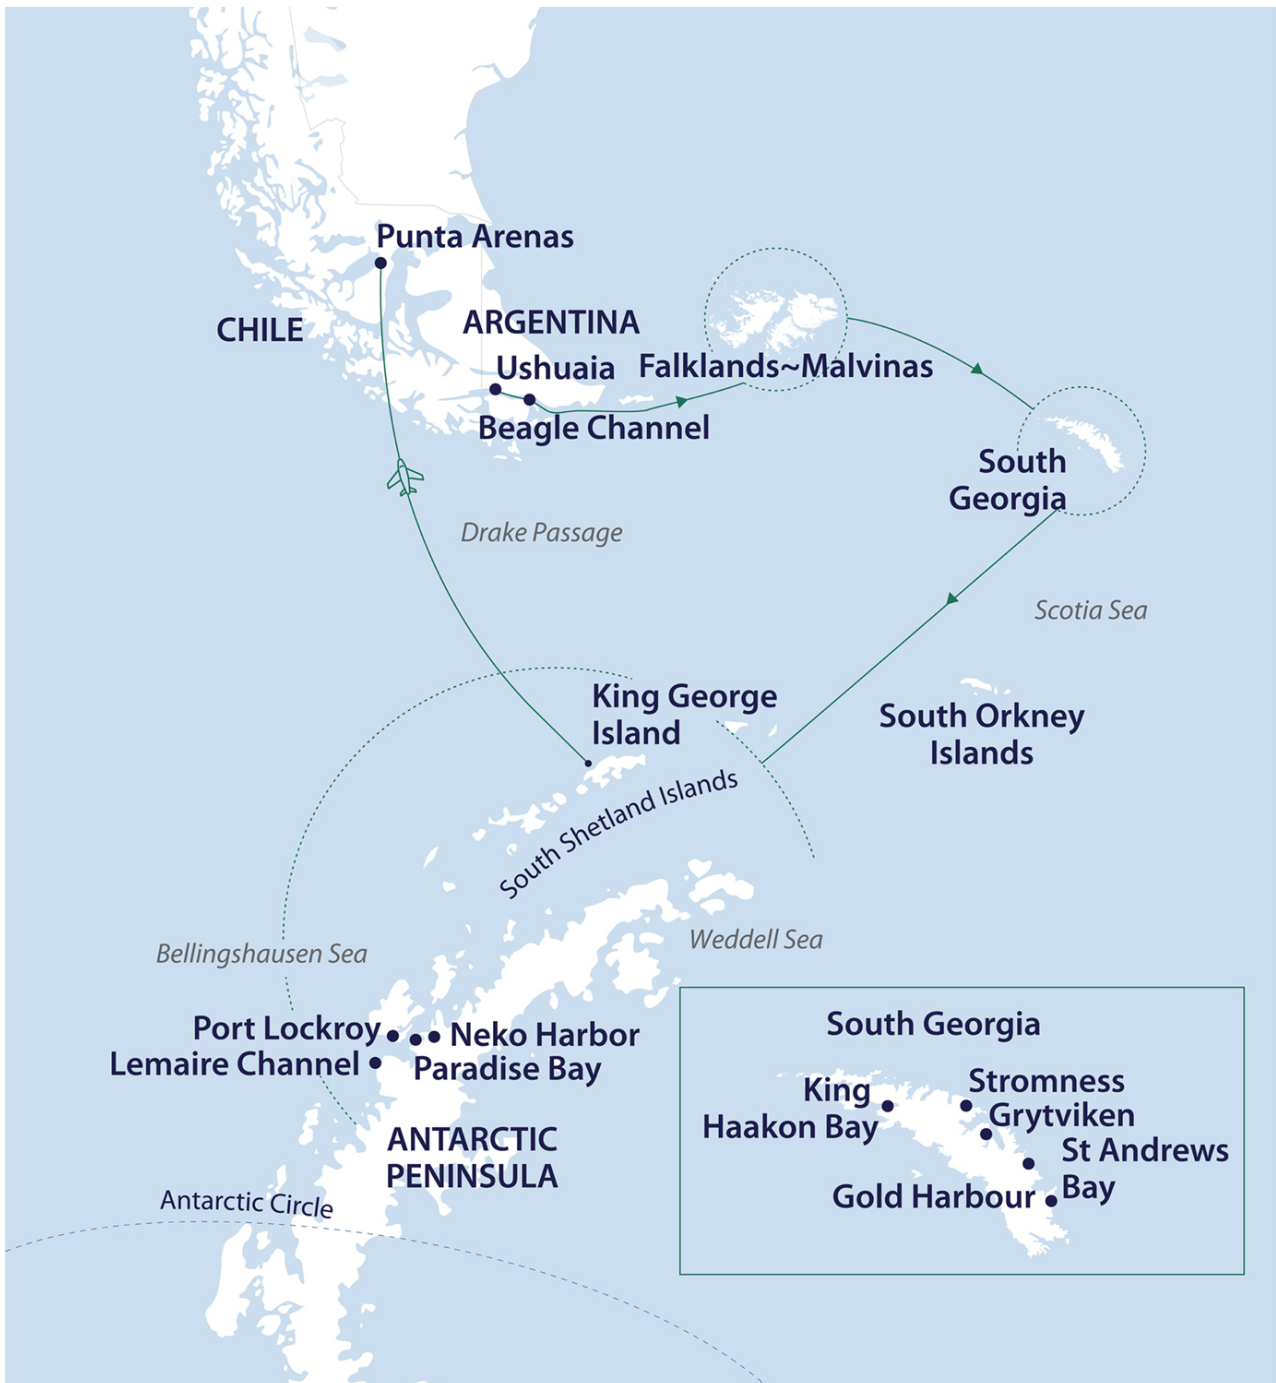 Punta Arenas
CHILE
ARGENTINA
Ushuaia
Falklands~Malvinas
Beagle Channel
South
Georgia
Drake Passage
Scotia Sea
King George
Island
South Orkney
Islands
South Shetland Islands
Bellingshausen Sea
Weddell Sea
Port Lockroy
Neko Harbor
Lemaire Channel
Paradise Bay
ANTARCTIC
PENINSULA
Antarctic Circle
South Georgia
King
Haakon Bay
Stromness
Grytviken
St Andrews
Bay
Gold Harbour